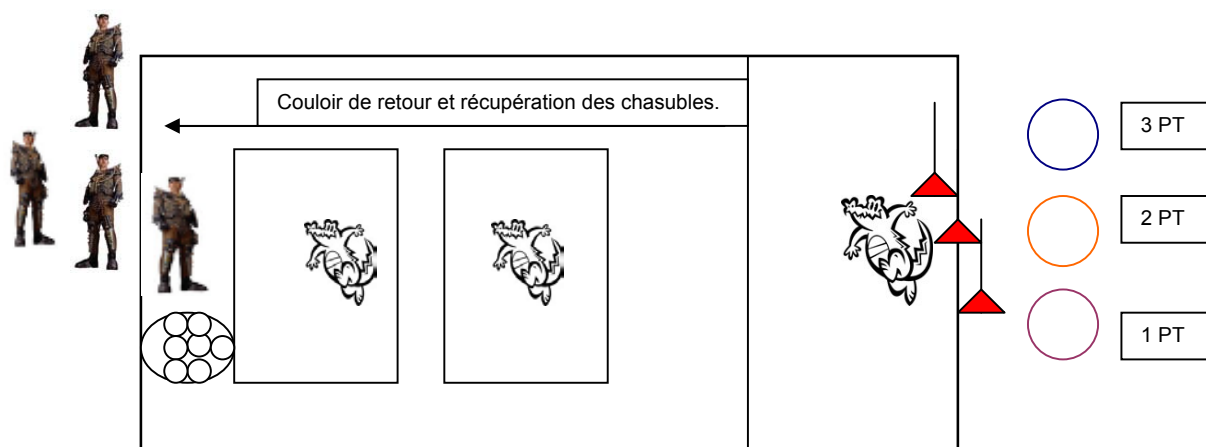 Couloir de retour et récupération des chasubles.
3 PT
2 PT
1 PT